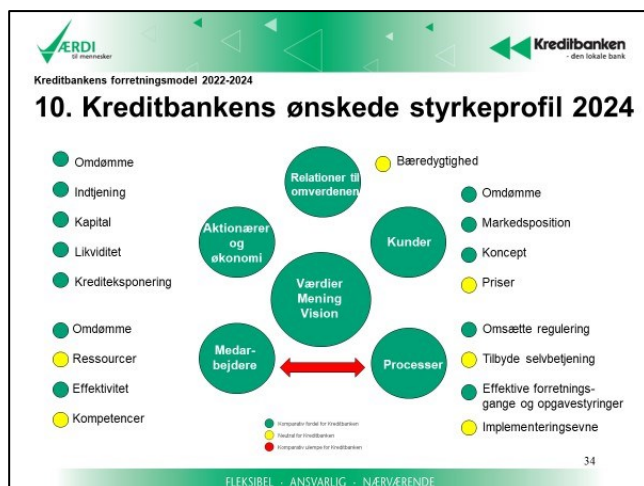 ÆRDI
til mennesker
Kreditbanken
- den lokale bank
Kreditbankens forretningsmodel 2022-2024
10. Kreditbankens ønskede styrkeprofil 2024
Omdømme
Indtjening
Kapital
Likviditet
Krediteksponering
Omdømme
Ressourcer
Effektivitet
Kompetencer
Relationer til
omverdenen
Aktionærer
og
økonomi
Kunder
Værdier
Mening
Vision
Medar-
bejdere
Processer
Bæredygtighed
Omdømme
Markedsposition
Koncept
Priser
Omsætte regulering
Tilbyde selvbetjening
Effektive forretnings-
gange og opgavestyringer
Implementeringsevne
Komparativ fordel for Kreditbanken
Neutral for Kreditbanken
Komparativ ulempe for Kreditbanken
34
FLEKSIBEL · ANSVARLIG · NÆRVÆRENDE